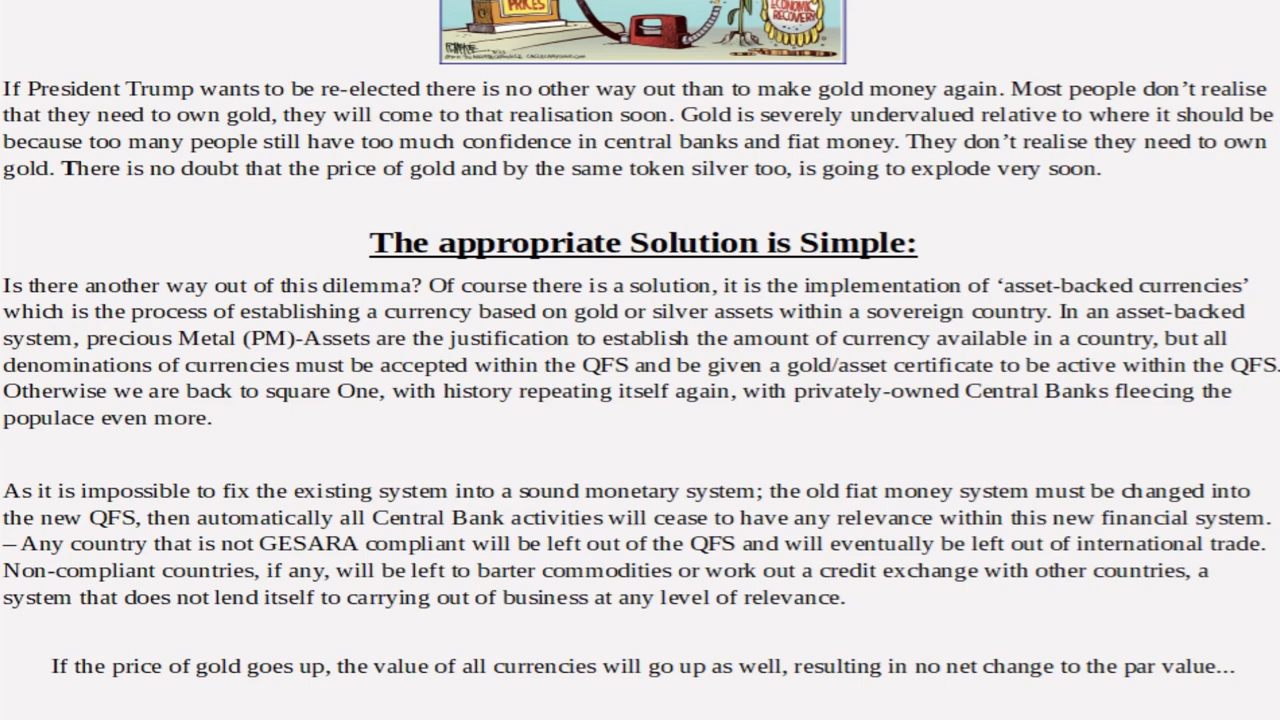 PRICES
ECONOMIC
RECOVERY
If President Trump wants to be re-elected there is no other way out than to make gold money again. Most people don’t realise
that they need to own gold, they will come to that realisation soon. Gold is severely undervalued relative to where it should be
because too many people still have too much confidence in central banks and fiat money. They don’t realise they need to own
gold. There is no doubt that the price of gold and by the same token silver too, is going to explode very soon.
The appropriate Solution is Simple:
Is there another way out of this dilemma? Of course there is a solution, it is the implementation of ‘asset-backed currencies’
which is the process of establishing a currency based on gold or silver assets within a sovereign country. In an asset-backed
system, precious Metal (PM)-Assets are the justification to establish the amount of currency available in a country, but all
denominations of currencies must be accepted within the QFS and be given a gold/asset certificate to be active within the QFS.
Otherwise we are back to square One, with history repeating itself again, with privately-owned Central Banks fleecing the
populace even more.
As it is impossible to fix the existing system into a sound monetary system; the old fiat money system must be changed into
the new QFS, then automatically all Central Bank activities will cease to have any relevance within this new financial system.
– Any country that is not GESARA compliant will be left out of the QFS and will eventually be left out of international trade.
Non-compliant countries, if any, will be left to barter commodities or work out a credit exchange with other countries, a
system that does not lend itself to carrying out of business at any level of relevance.
If the price of gold goes up, the value of all currencies will go up as well, resulting in no net change to the par value...